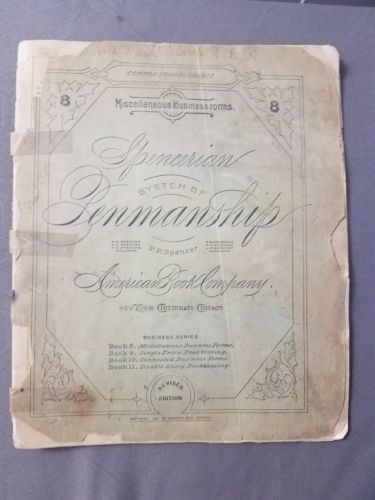 COMMON SCHOOL COURSE
8 8
Miscellaneous Business Forms.
Spencerian
SYSTEM OF
Penmanship
P.R. Spencer
American Book Company.
NEW YORK CINCINNATI CHICAGO
BUSINESS SERIES.
Book 8. Miscellaneous Business Forms.
Book 9. Single Entry Bookkeeping.
Book 10. Connected Business Forms.
Book 11. Double Entry Bookkeeping
REVISED
EDITION